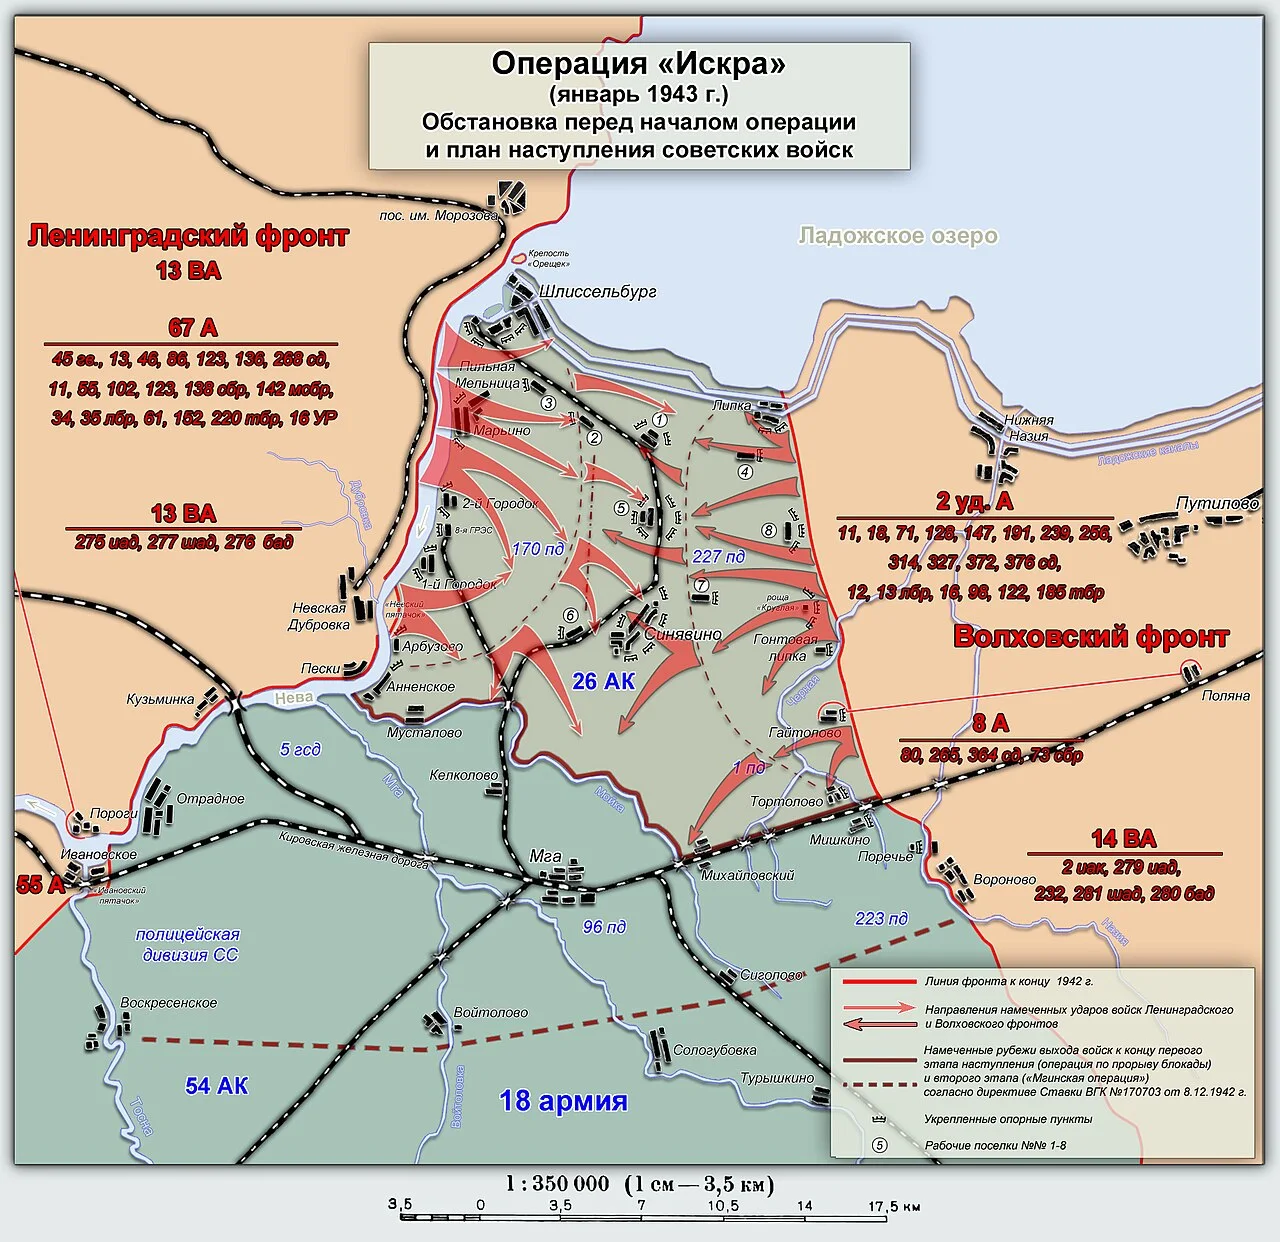 Операция «Искра»
(январь 1943 г.)
Обстановка перед началом операции
и план наступления советских войск
пос. им. Морозова
Ленинградский фронт
13 ВА
Ладожское озеро
Крепость
«Орешек»
Шлиссельбург
67 А
45 гв., 13, 46, 86, 123, 136, 268 сд,
11, 55, 102, 123, 138 сбр, 142 мсбр,
34, 35 лбр, 61, 152, 220 тбр, 16 УР
Пильная
Мельница
3
Марьино
2
1
Липка
4
Нижняя
Назия
Ладожские каналы
Путилово
2 уд. А
11, 18, 71, 128, 147, 191, 239, 256,
314, 327, 372, 376 сд,
12, 13 лбр, 16, 98, 122, 185 тбр
13 ВА
275 иад, 277 шад, 276 бад
Дубровка
2-й Городок
8-я ГРЭС
5
8
170 пд
227 пд
1-й Городок
7
Невская
Дубровка
«Невский
пятачок»
роща
«Круглая»
6
Синявино
Гонтовая
липка
Волховский фронт
Арбузово
Пески
Анненское
26 АК
Кузьминка
Нева
Черная
Поляна
Мусталово
Гайтолово
8 А
80, 265, 364 сд, 73 сбр
5 гсд
Келколово
Мга
Мойка
1 пд
Отрадное
Пороги
Тортолово
Мишкино
Поречье
Ивановское
Кировская железная дорога
Мга
Михайловский
Вороново
14 ВА
2 иак, 279 иад,
232, 281 шад, 280 бад
55 А
«Ивановский
пятачок»
полицейская
дивизия СС
96 пд
223 пд
Назия
Сиголово
Воскресенское
Войтолово
Сологубовка
Турышкино
54 АК
18 армия
Тосна
Войтоловка
Линия фронта к концу 1942 г.
Направления намеченных ударов войск Ленинградского
и Волховского фронтов
Намеченные рубежи выхода войск к концу первого
этапа наступления (операция по прорыву блокады)
и второго этапа («Мгинская операция»)
согласно директиве Ставки ВГК №170703 от 8.12.1942 г.
Укрепленные опорные пункты
5
Рабочие поселки №№ 1-8
1 : 350 000 (1 см — 3,5 км)
3,5 0 3,5 7 10,5 14 17,5 км